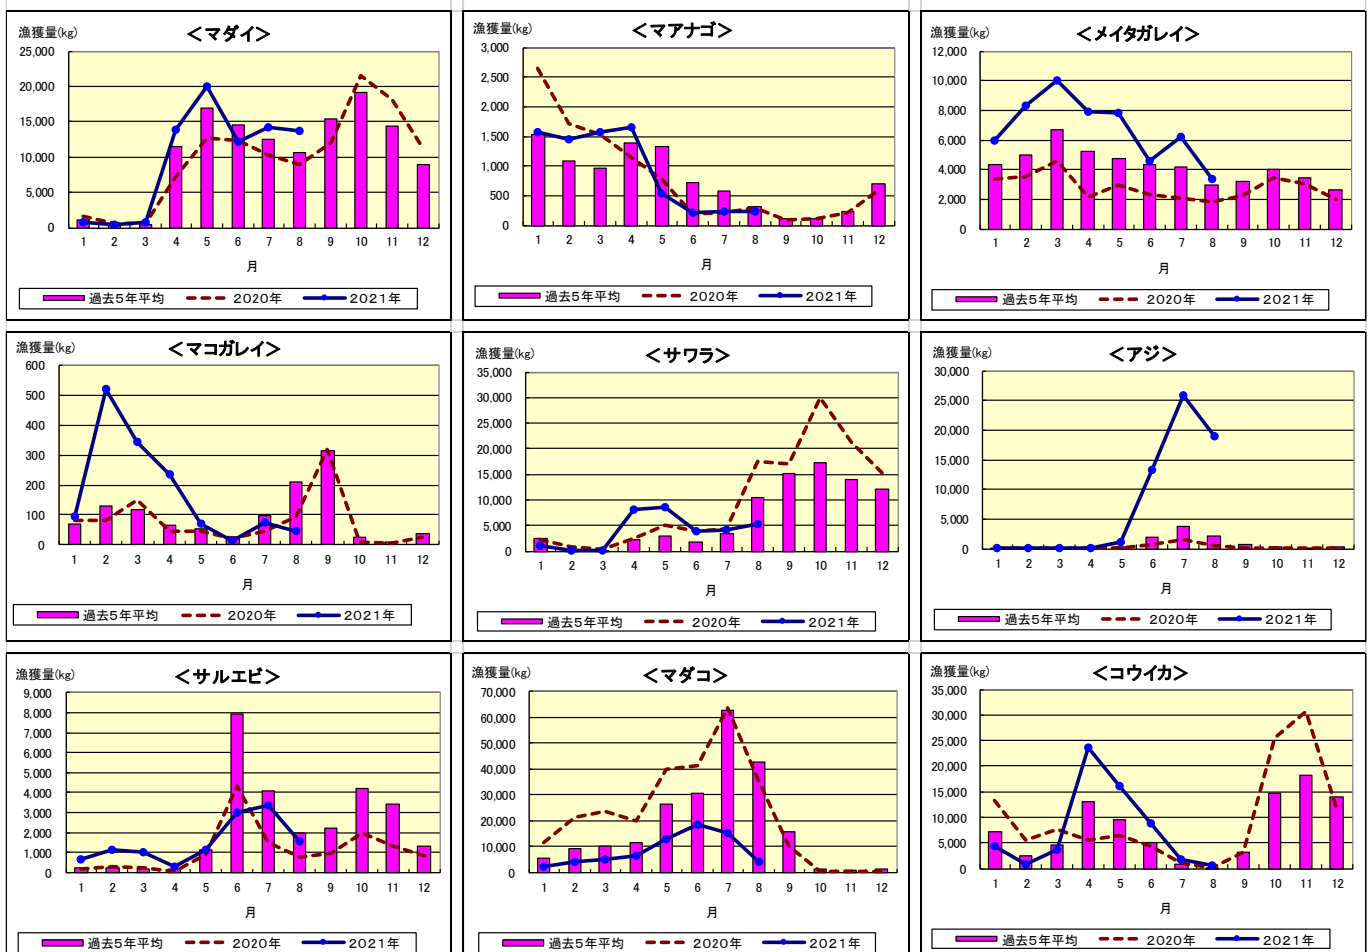 漁獲量(kg)
＜マダイ＞
25,000
20,000
15,000
10,000
5,000
0
1 2 3 4 5 6 7 8 9 10 11 12
月
過去5年平均 2020年 2021年
漁獲量(kg)
＜マアナゴ＞
3,000
2,500
2,000
1,500
1,000
500
0
1 2 3 4 5 6 7 8 9 10 11 12
月
過去5年平均 2020年 2021年
漁獲量(kg)
＜メイタガレイ＞
12,000
10,000
8,000
6,000
4,000
2,000
0
1 2 3 4 5 6 7 8 9 10 11 12
月
過去5年平均 2020年 2021年
漁獲量(kg)
＜マコガレイ＞
600
500
400
300
200
100
0
1 2 3 4 5 6 7 8 9 10 11 12
月
過去5年平均 2020年 2021年
漁獲量(kg)
＜サワラ＞
35,000
30,000
25,000
20,000
15,000
10,000
5,000
0
1 2 3 4 5 6 7 8 9 10 11 12
月
過去5年平均 2020年 2021年
漁獲量(kg)
＜アジ＞
30,000
25,000
20,000
15,000
10,000
5,000
0
1 2 3 4 5 6 7 8 9 10 11 12
月
過去5年平均 2020年 2021年
漁獲量(kg)
＜サルエビ＞
9,000
8,000
7,000
6,000
5,000
4,000
3,000
2,000
1,000
0
1 2 3 4 5 6 7 8 9 10 11 12
月
過去5年平均 2020年 2021年
漁獲量(kg)
＜マダコ＞
70,000
60,000
50,000
40,000
30,000
20,000
10,000
0
1 2 3 4 5 6 7 8 9 10 11 12
月
過去5年平均 2020年 2021年
漁獲量(kg)
＜コウイカ＞
35,000
30,000
25,000
20,000
15,000
10,000
5,000
0
1 2 3 4 5 6 7 8 9 10 11 12
月
過去5年平均 2020年 2021年